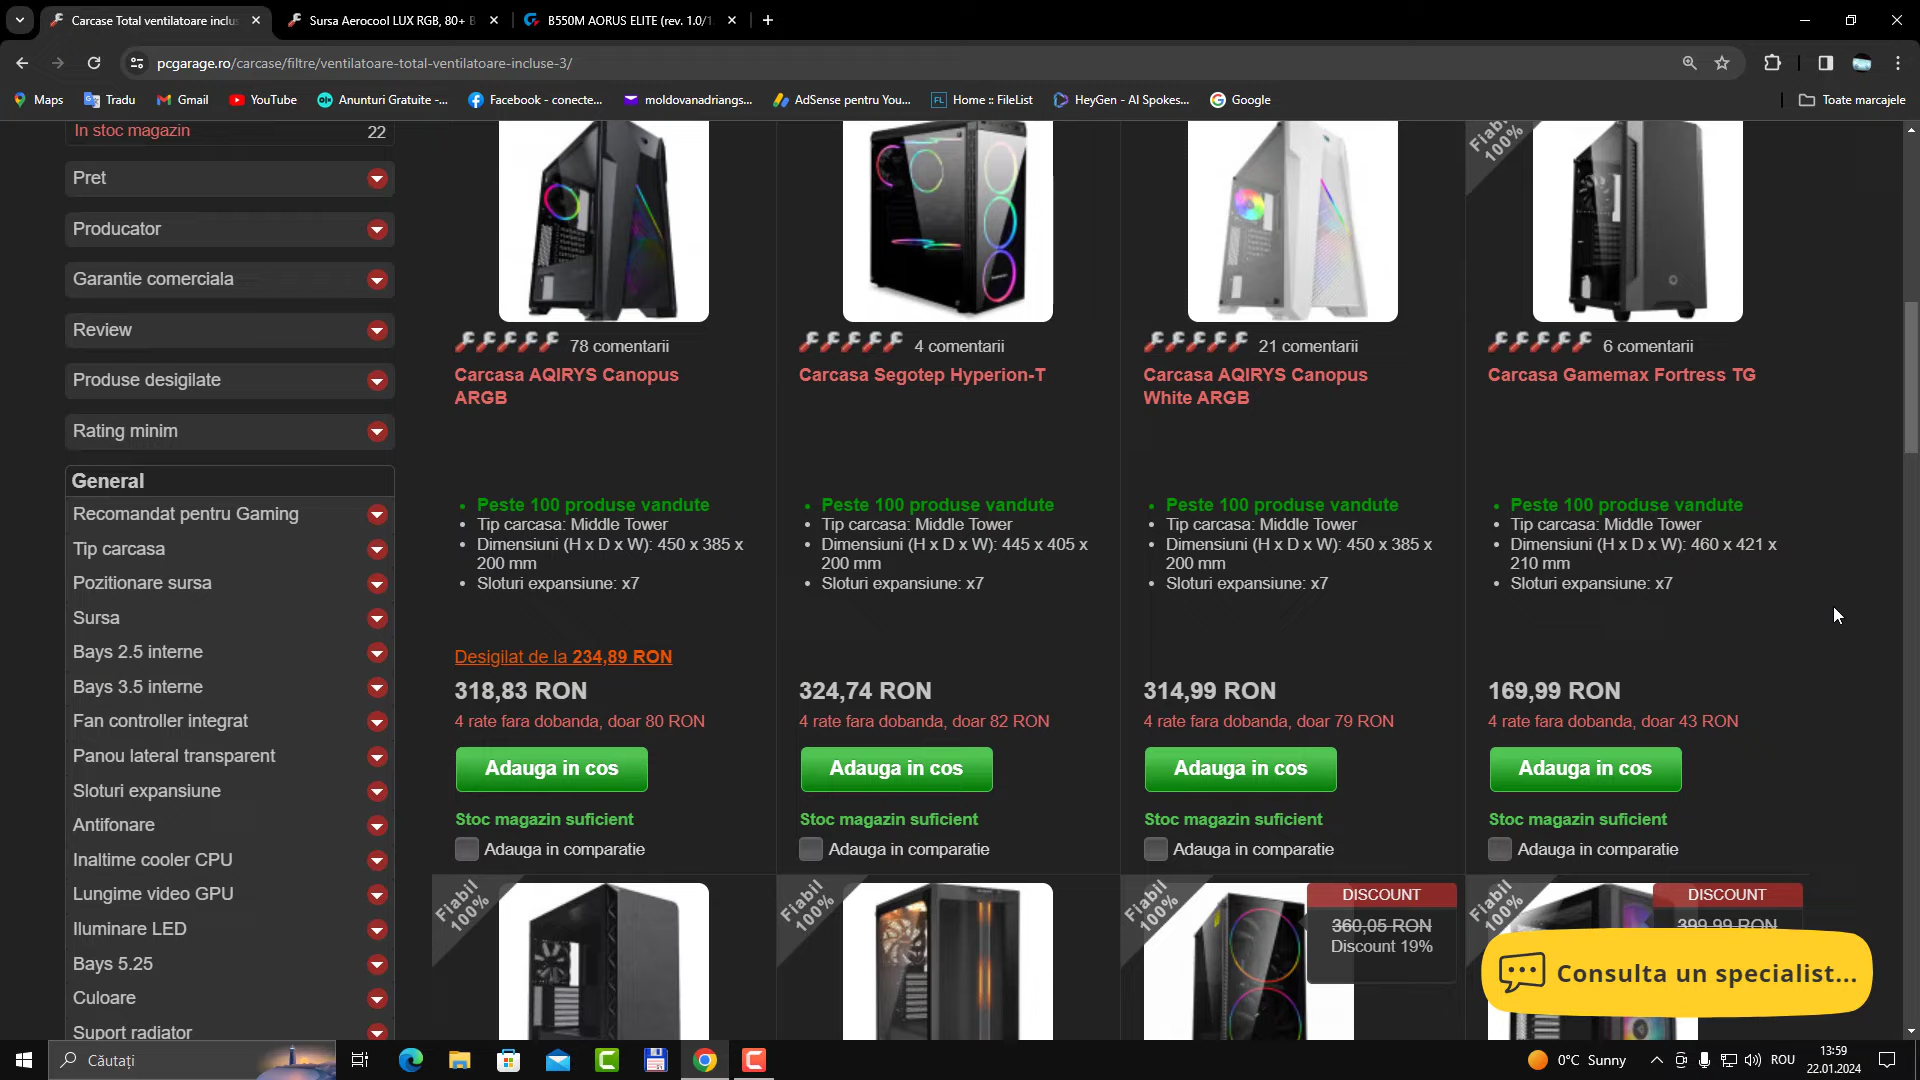 Carcase Total ventilatoare inclu
Sursa Aerocool LUX RGB, 80+ B
B550M AORUS ELITE (rev. 1.0/1
pcgarage.ro/carcase/filtre/ventilatoare-total-ventilatoare-incluse-3/
Maps
Tradu
Gmail
YouTube
Anunturi Gratuite -...
Facebook - conecte...
moldovanadriangs...
AdSense pentru You...
FL
Home :: FileList
HeyGen - AI Spokes...
Google
Toate marcajele
In stoc magazin
22
Pret
Producator
Garantie comerciala
Review
Produse desigilate
Rating minim
General
Recomandat pentru Gaming
Tip carcasa
Pozitionare sursa
Sursa
Bays 2.5 interne
Bays 3.5 interne
Fan controller integrat
Panou lateral transparent
Sloturi expansiune
Antifonare
Inaltime cooler CPU
Lungime video GPU
Iluminare LED
Bays 5.25
Culoare
Suport radiator
78 comentarii
Carcasa AQIRYS Canopus
ARGB
Peste 100 produse vandute
Tip carcasa: Middle Tower
Dimensiuni (H x D x W): 450 x 385 x
200 mm
Sloturi expansiune: x7
Desigilat de la 234,89 RON
318,83 RON
4 rate fara dobanda, doar 80 RON
Adauga in cos
Stoc magazin suficient
Adauga in comparatie
4 comentarii
Carcasa Segotep Hyperion-T
Peste 100 produse vandute
Tip carcasa: Middle Tower
Dimensiuni (H x D x W): 445 x 405 x
200 mm
Sloturi expansiune: x7
324,74 RON
4 rate fara dobanda, doar 82 RON
Adauga in cos
Stoc magazin suficient
Adauga in comparatie
21 comentarii
Carcasa AQIRYS Canopus
White ARGB
Peste 100 produse vandute
Tip carcasa: Middle Tower
Dimensiuni (H x D x W): 450 x 385 x
200 mm
Sloturi expansiune: x7
314,99 RON
4 rate fara dobanda, doar 79 RON
Adauga in cos
Stoc magazin suficient
Adauga in comparatie
Fiabil
100%
6 comentarii
Carcasa Gamemax Fortress TG
Peste 100 produse vandute
Tip carcasa: Middle Tower
Dimensiuni (H x D x W): 460 x 421 x
210 mm
Sloturi expansiune: x7
169,99 RON
4 rate fara dobanda, doar 43 RON
Adauga in cos
Stoc magazin suficient
Adauga in comparatie
Fiabil
100%
Fiabil
100%
Fiabil
100%
DISCOUNT
360,05 RON
Discount 19%
Fiabil
100%
DISCOUNT
399,99 RON
Consulta un specialist...
Căutați
0°C Sunny
ROU
13:59
22.01.2024